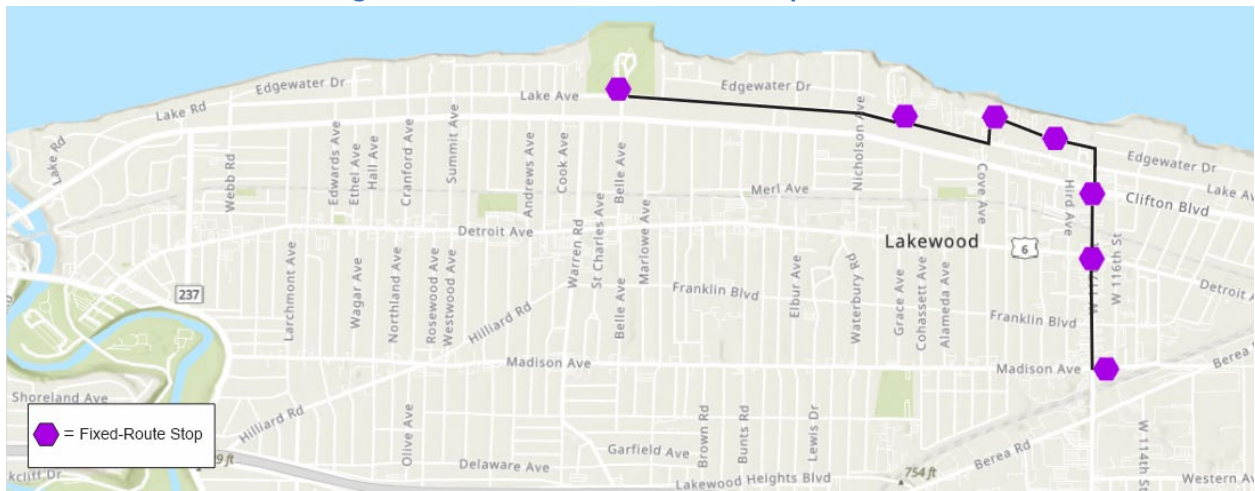 Edgewater Dr
Edgewater Dr
Lake Rd
Lake Ave
Lake Rd
Nicholson Ave
Edgewater Dr
Webb Rd
Edwards Ave
Ethel Ave
Hall Ave
Cranford Ave
Summit Ave
Andrews Ave
Cook Ave
Belle Ave
Merl Ave
Cove Ave
Hird Ave
Lake Av
Clifton Blvd
Detroit Ave
Warren Rd
St Charles Ave
Marlowe Ave
Lakewood
6
W 116th St
237
Larchmont Ave
Wagar Ave
Northland Ave
Rosewood Ave
Westwood Ave
Hilliard Rd
Belle Ave
Franklin Blvd
Elbur Ave
Waterbury Rd
Grace Ave
Cohassett Ave
Alameda Ave
Franklin Blvd
Detroit A
Madison Ave
Madison Ave
Berea
Shoreland Ave
= Fixed-Route Stop
Hilliard Rd
Olive Ave
Garfield Ave
Brown Rd
Bunts Rd
Lewis Dr
Berea Rd
W 114th St
kcliff Dr
9 ft
Delaware Ave
Lakewood Heights Blvd
754 ft
Western Av